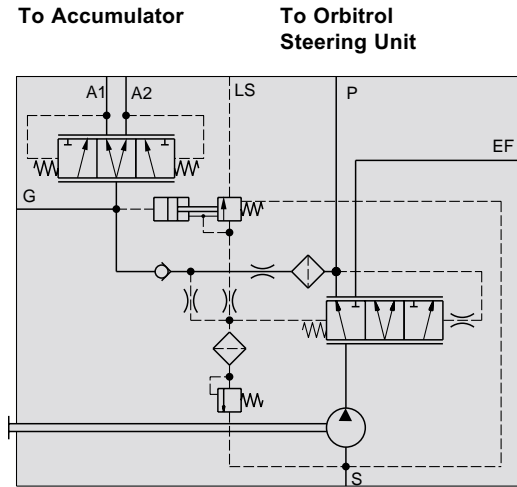 To Accumulator
To Orbitrol
Steering Unit
A1
A2
LS
P
EF
G
S